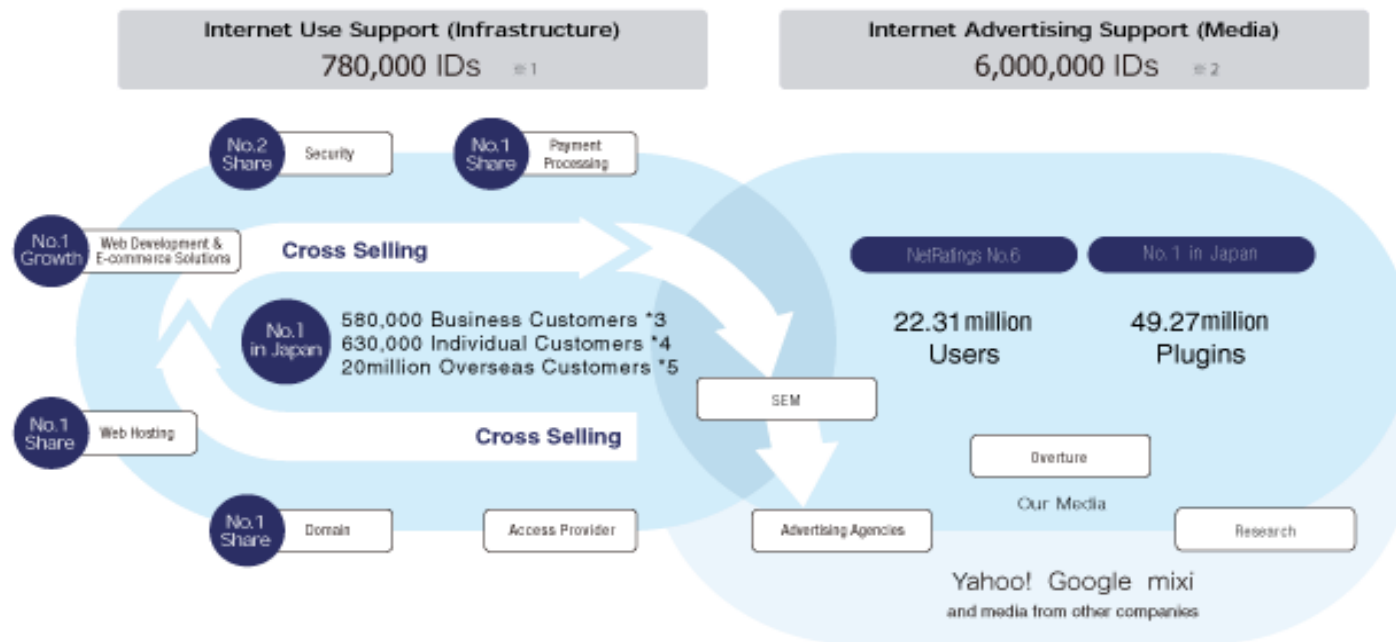 Internet Use Support (Infrastructure)
780,000 IDs ※1
Internet Advertising Support (Media)
6,000,000 IDs ※2
No.2
Share
Security
No.1
Share
Payment
Processing
No.1
Growth
Web Development &
E-commerce Solutions
Cross Selling
NetRatings No.6
No.1 in Japan
No.1
in Japan
580,000 Business Customers *3
630,000 Individual Customers *4
20million Overseas Customers *5
22.31million
Users
49.27million
Plugins
SEM
No.1
Share
Web Hosting
Cross Selling
Overture
Our Media
No.1
Share
Domain
Access Provider
Advertising Agencies
Research
Yahoo! Google mixi
and media from other companies